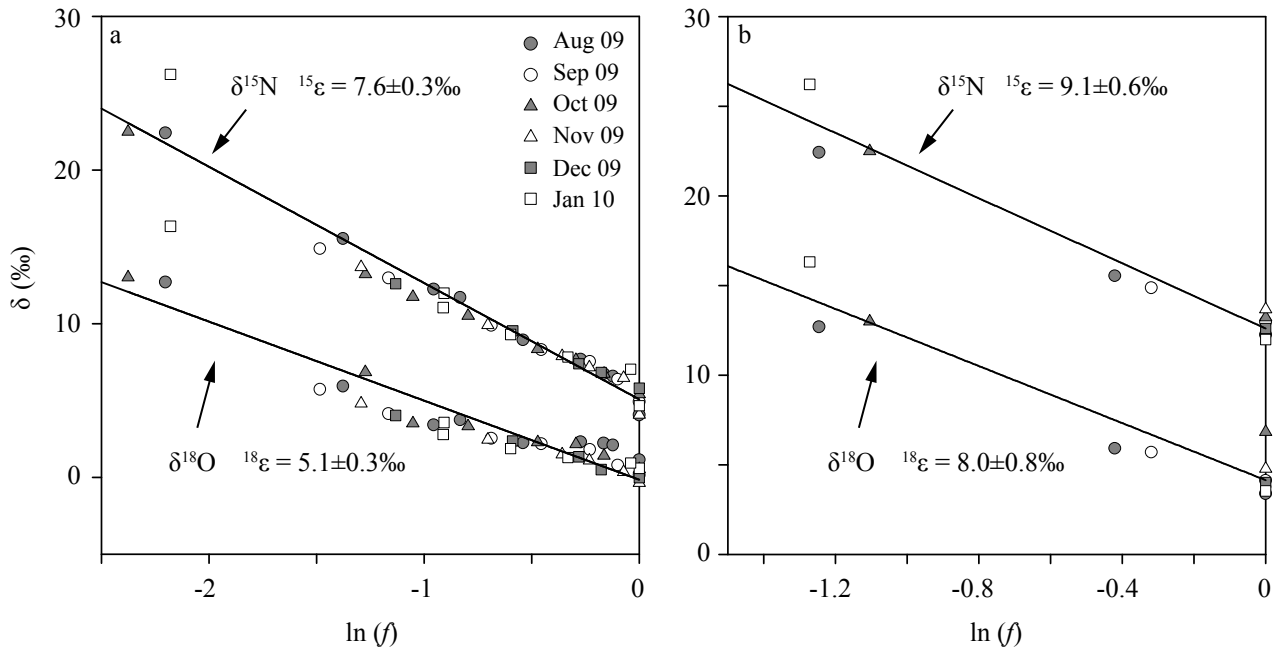 30
a
Aug 09
Sep 09
Oct 09
Nov 09
Dec 09
Jan 10
δ¹⁵N ¹⁵ε = 7.6±0.3‰
20
δ (‰)
10
δ¹⁸O ¹⁸ε = 5.1±0.3‰
0
-2
-1
0
ln (f)
30
b
δ¹⁵N ¹⁵ε = 9.1±0.6‰
20
10
δ¹⁸O ¹⁸ε = 8.0±0.8‰
0
-1.2
-0.8
-0.4
0
ln (f)